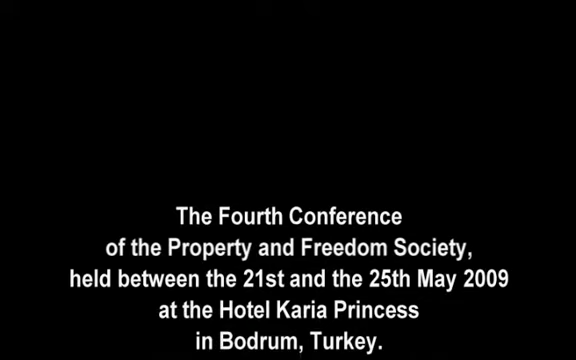 The Fourth Conference
of the Property and Freedom Society,
held between the 21st and the 25th May 2009
at the Hotel Karia Princess
in Bodrum, Turkey.